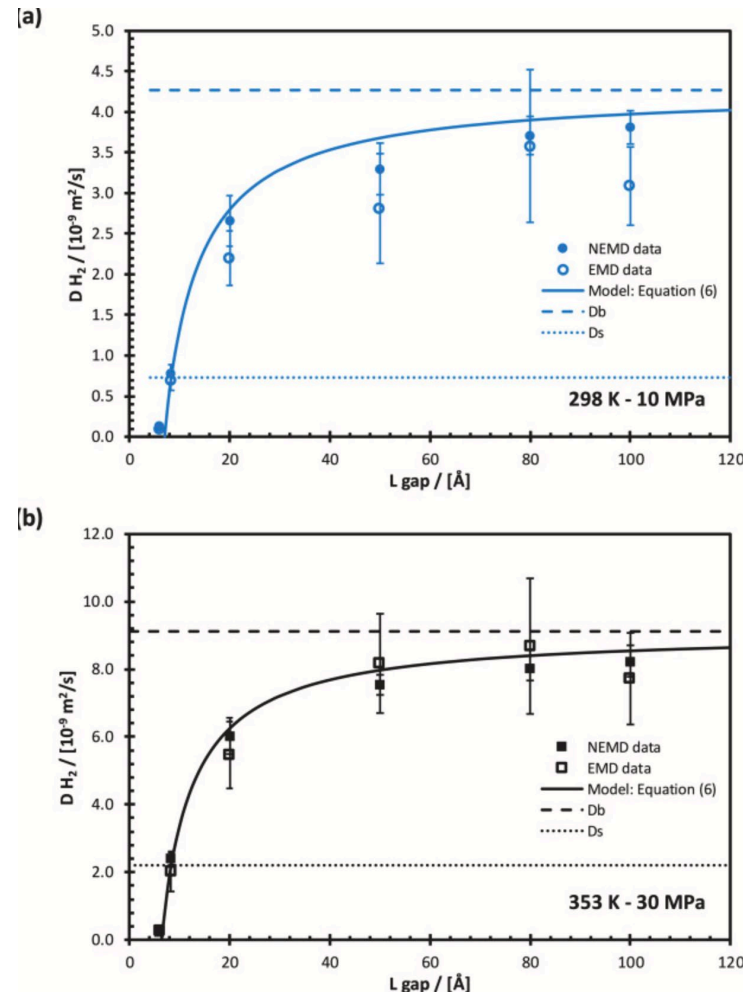 (a)
5.0
4.5
4.0
3.5
3.0
2.5
2.0
1.5
1.0
0.5
0.0
D H₂ / [10⁻⁹ m²/s]
NEMD data
EMD data
Model: Equation (6)
Db
Ds
298 K - 10 MPa
0 20 40 60 80 100 120
L gap / [Å]
(b)
12.0
10.0
8.0
6.0
4.0
2.0
0.0
D H₂ / [10⁻⁹ m²/s]
NEMD data
EMD data
Model: Equation (6)
Db
Ds
353 K - 30 MPa
0 20 40 60 80 100 120
L gap / [Å]